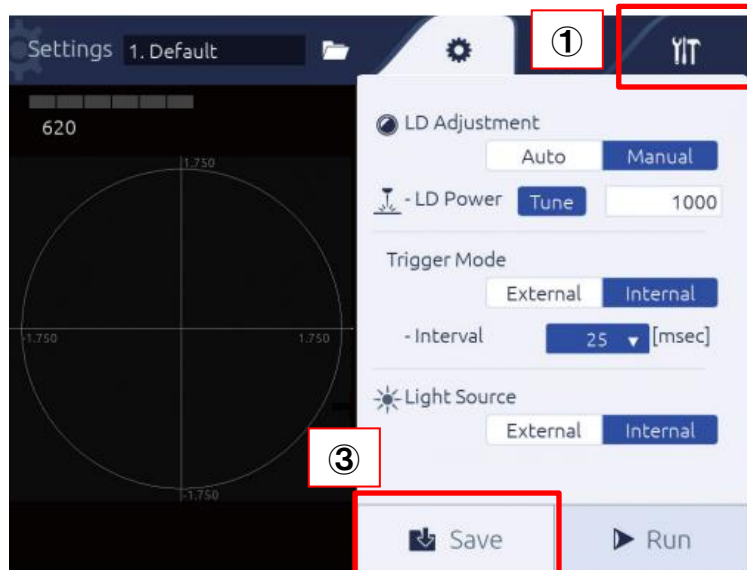 Settings 1. Default
①
620
1.750
-1.750 1.750
-1.750
LD Adjustment
Auto Manual
- LD Power Tune 1000
Trigger Mode
External Internal
- Interval 25 ▼ [msec]
Light Source
External Internal
③
Save Run